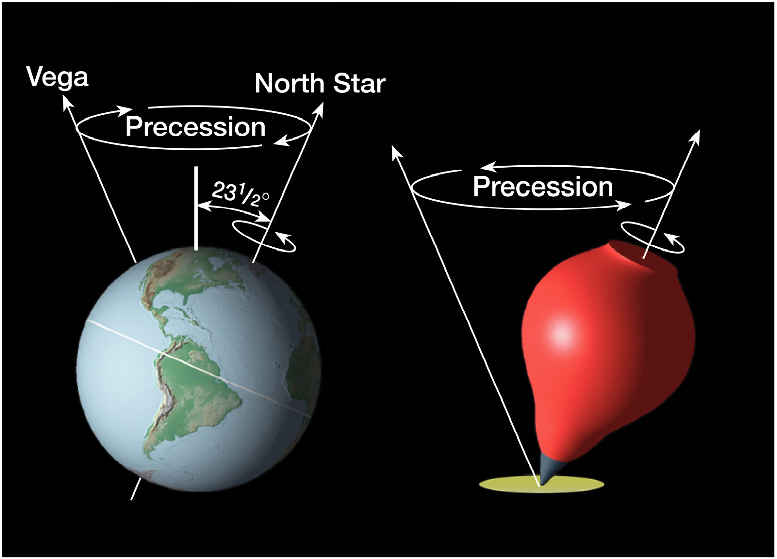 Vega
North Star
Precession
23½°
Precession